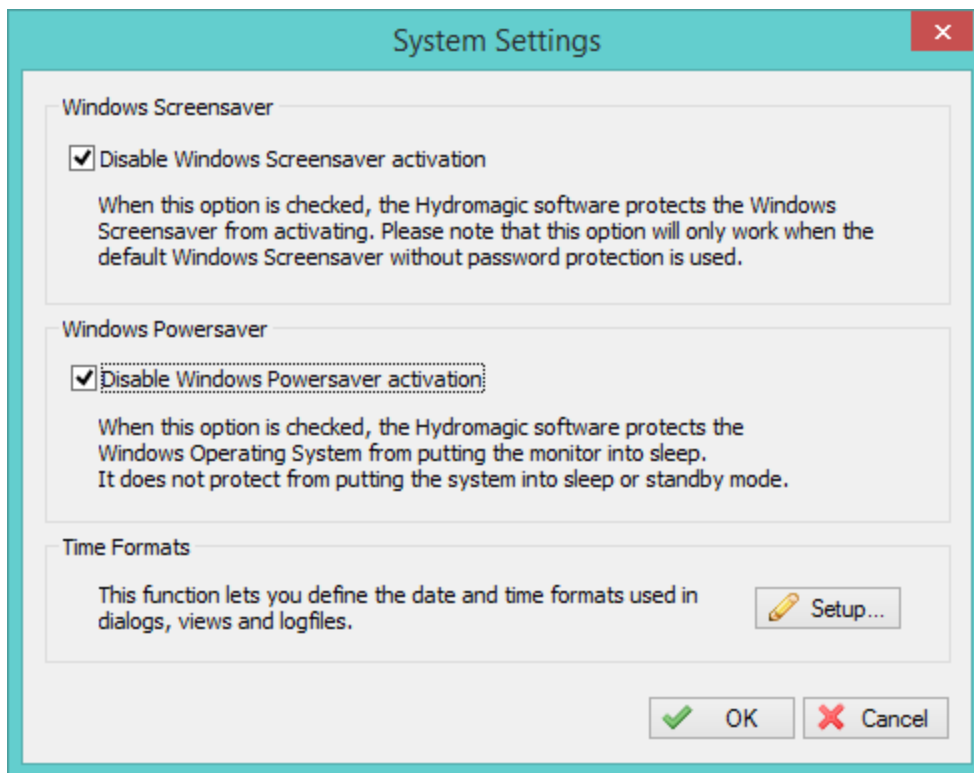 System Settings
Windows Screensaver
Disable Windows Screensaver activation
When this option is checked, the Hydromagic software protects the Windows
Screensaver from activating. Please note that this option will only work when the
default Windows Screensaver without password protection is used.
Windows Powersaver
Disable Windows Powersaver activation
When this option is checked, the Hydromagic software protects the
Windows Operating System from putting the monitor into sleep.
It does not protect from putting the system into sleep or standby mode.
Time Formats
This function lets you define the date and time formats used in
dialogs, views and logfiles.
Setup...
OK
Cancel